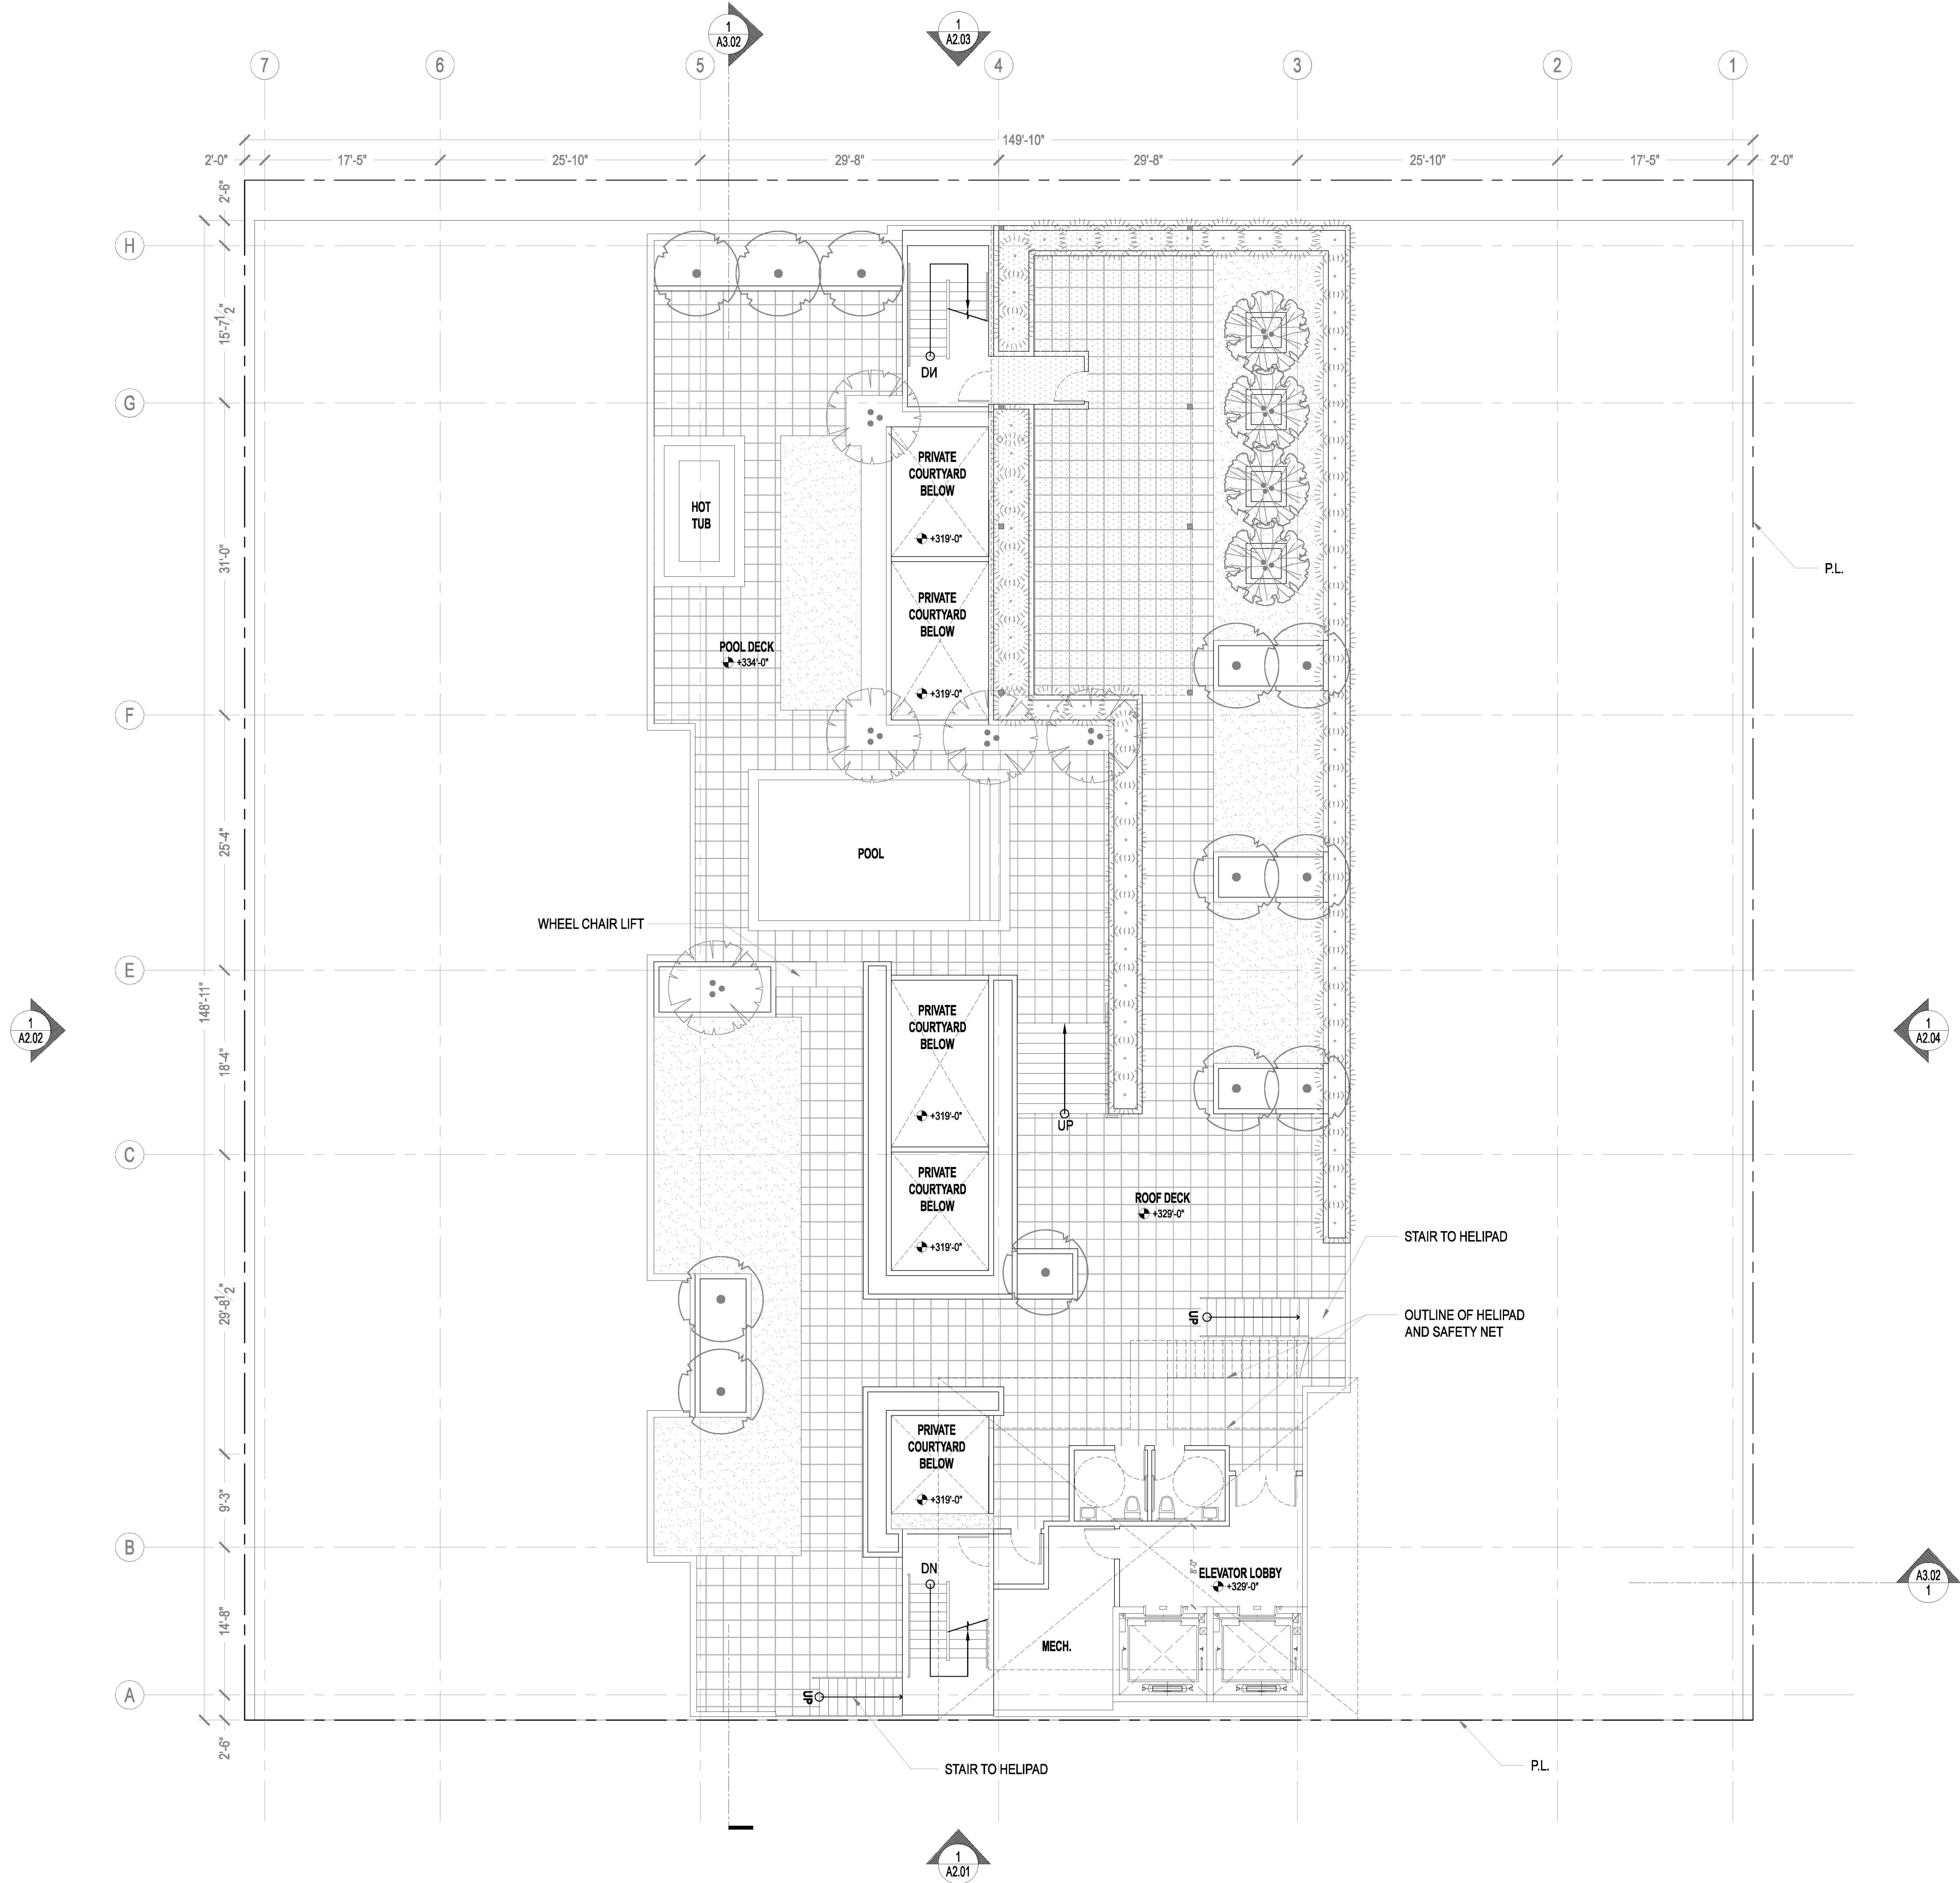 1
A3.02
1
A2.03
7
6
5
4
3
2
1
149'-10"
2'-0"
17'-5"
25'-10"
29'-8"
29'-8"
25'-10"
17'-5"
2'-0"
2'-6"
H
15'-7 1/2"
DN
G
PRIVATE
COURTYARD
BELOW
+319'-0"
HOT
TUB
31'-0"
P.L.
PRIVATE
COURTYARD
BELOW
+319'-0"
POOL DECK
+334'-0"
F
25'-4"
POOL
WHEEL CHAIR LIFT
E
148'-11"
1
A2.02
1
A2.04
PRIVATE
COURTYARD
BELOW
+319'-0"
18'-4"
UP
C
PRIVATE
COURTYARD
BELOW
+319'-0"
ROOF DECK
+329'-0"
STAIR TO HELIPAD
29'-8 1/2"
UP
OUTLINE OF HELIPAD
AND SAFETY NET
PRIVATE
COURTYARD
BELOW
+319'-0"
9'-3"
B
DN
8'-0"
ELEVATOR LOBBY
+329'-0"
A3.02
1
14'-8"
MECH.
A
UP
2'-6"
STAIR TO HELIPAD
P.L.
1
A2.01